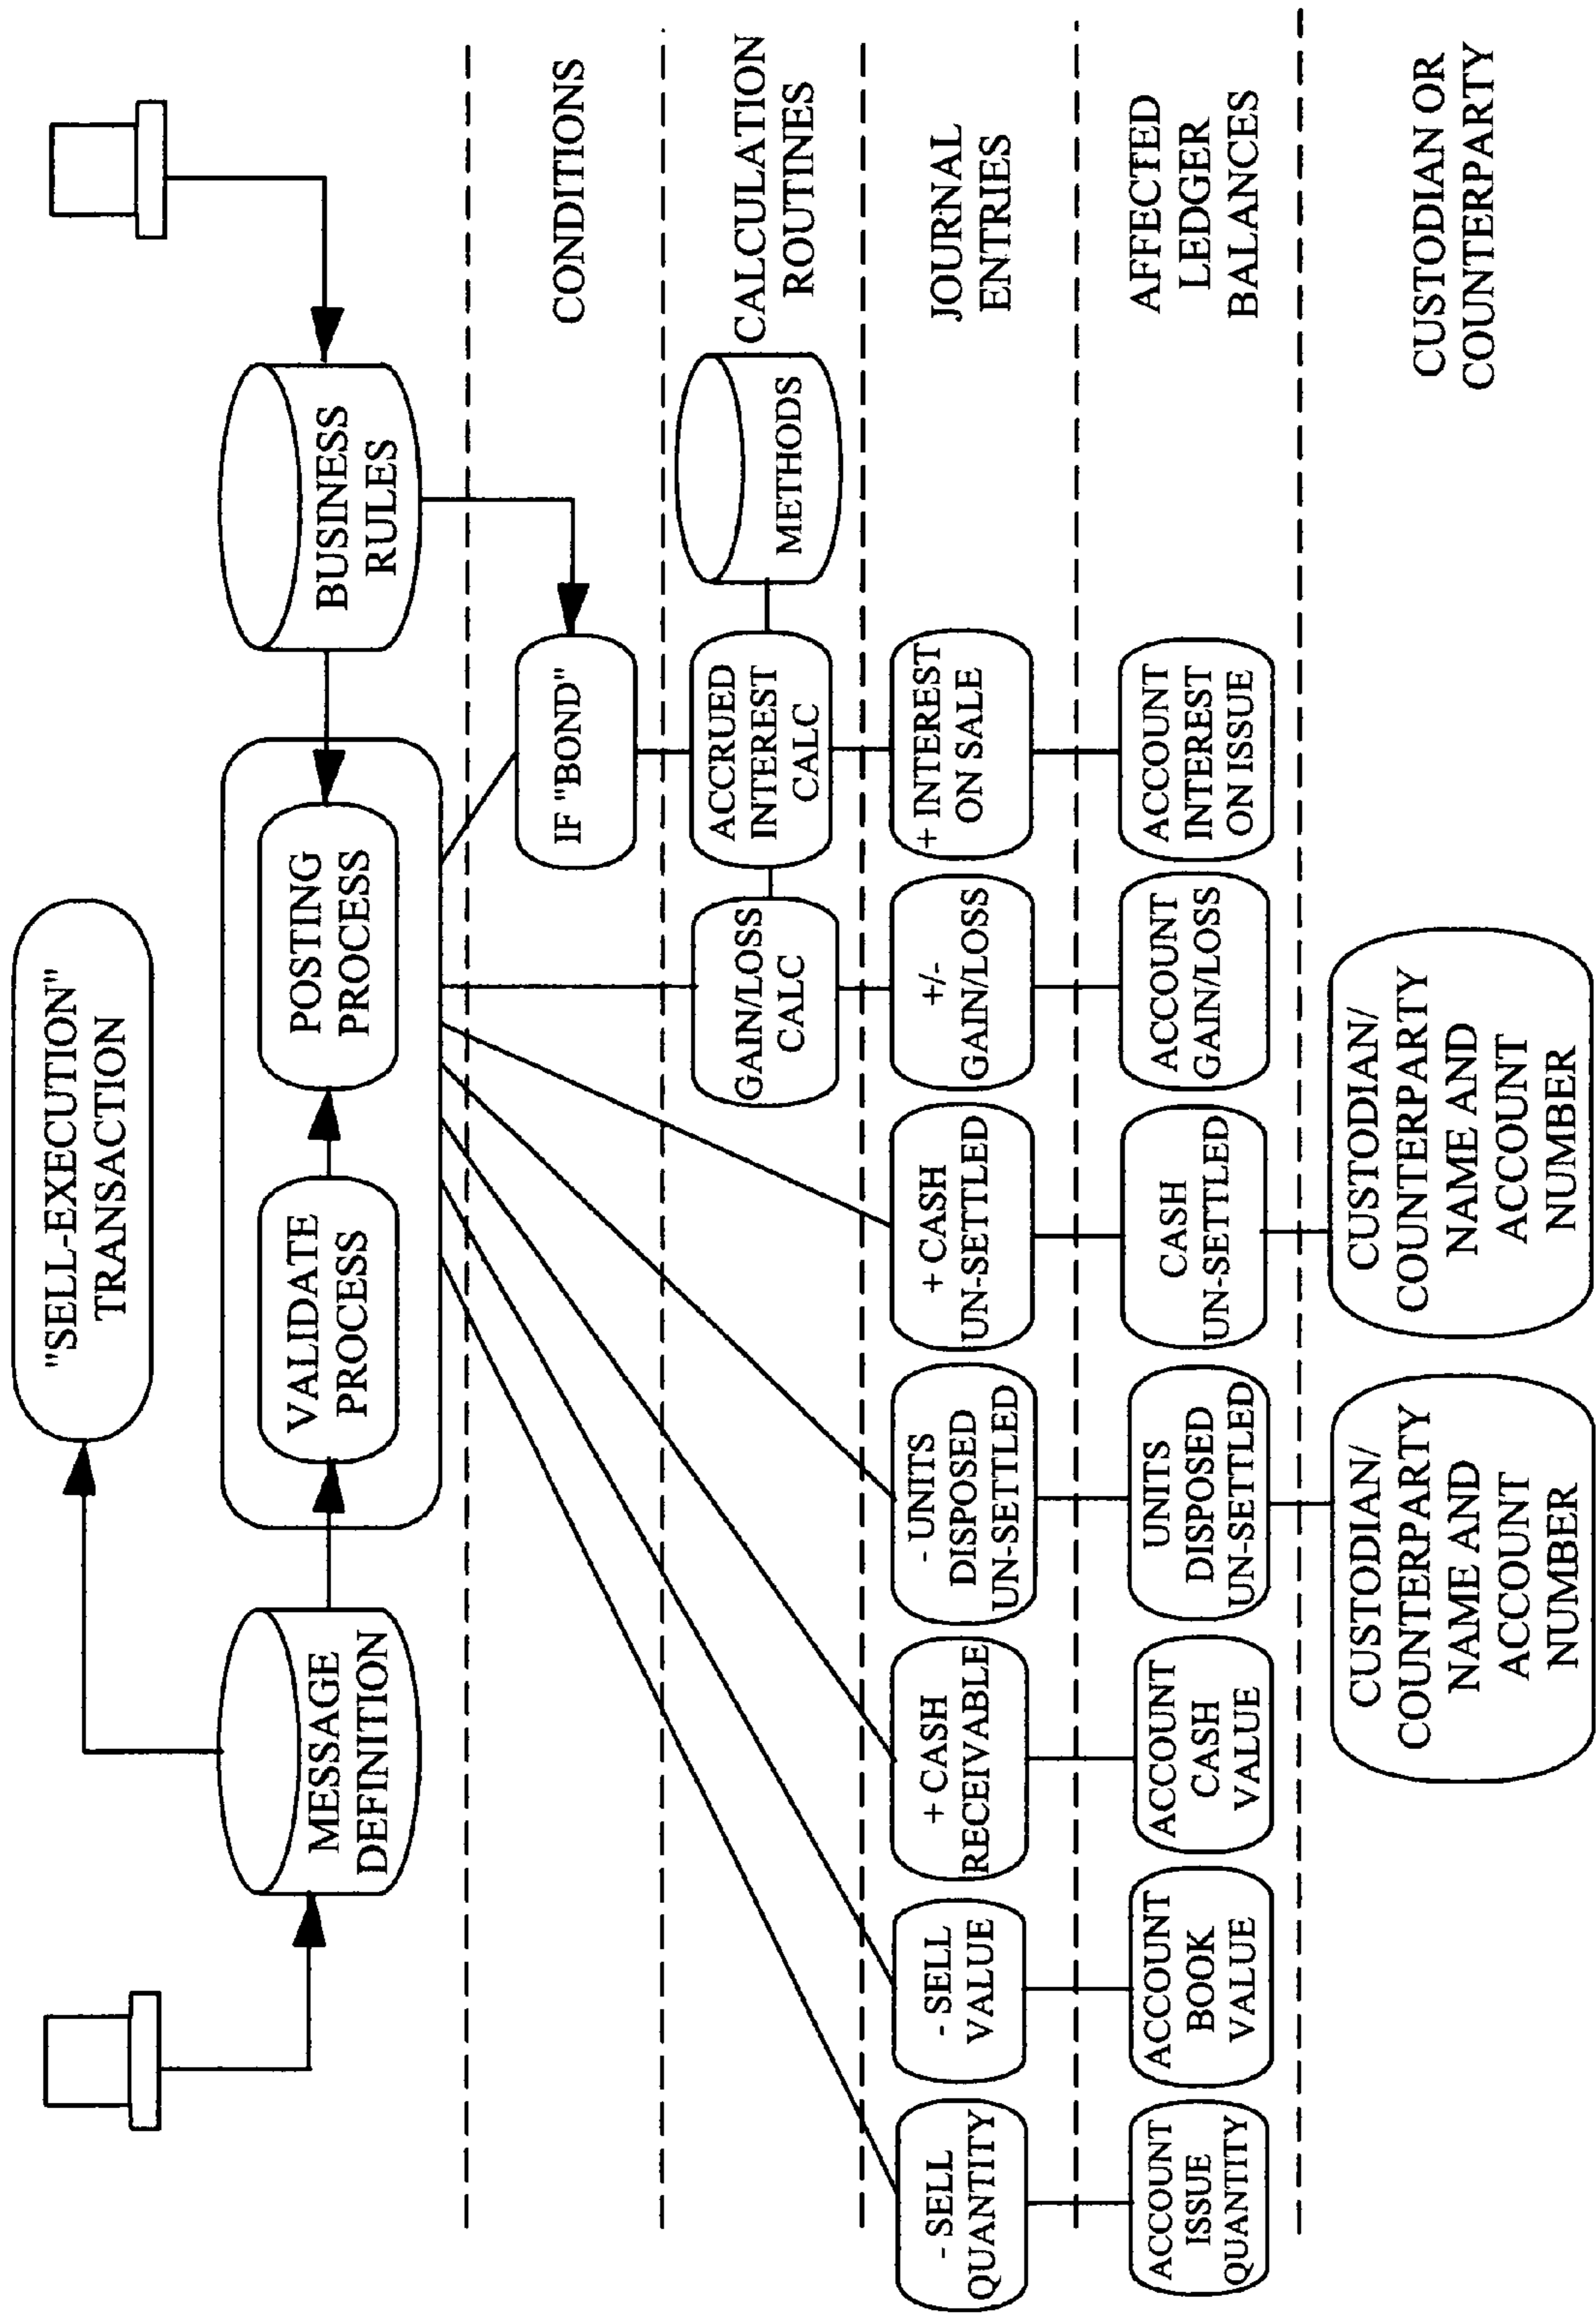 "SELL-EXECUTION"
TRANSACTION
MESSAGE
DEFINITION
VALIDATE
PROCESS
POSTING
PROCESS
BUSINESS
RULES
IF "BOND"
CONDITIONS
GAIN/LOSS
CALC
ACCRUED
INTEREST
CALC
METHODS
CALCULATION
ROUTINES
- SELL
QUANTITY
- SELL
VALUE
+ CASH
RECEIVABLE
- UNITS
DISPOSED
UN-SETTLED
+ CASH
UN-SETTLED
+/-
GAIN/LOSS
+ INTEREST
ON SALE
JOURNAL
ENTRIES
ACCOUNT
ISSUE
QUANTITY
ACCOUNT
BOOK
VALUE
ACCOUNT
CASH
VALUE
UNITS
DISPOSED
UN-SETTLED
CASH
UN-SETTLED
ACCOUNT
GAIN/LOSS
ACCOUNT
INTEREST
ON ISSUE
AFFECTED
LEDGER
BALANCES
CUSTODIAN/
COUNTERPARTY
NAME AND
ACCOUNT
NUMBER
CUSTODIAN/
COUNTERPARTY
NAME AND
ACCOUNT
NUMBER
CUSTODIAN OR
COUNTERPARTY